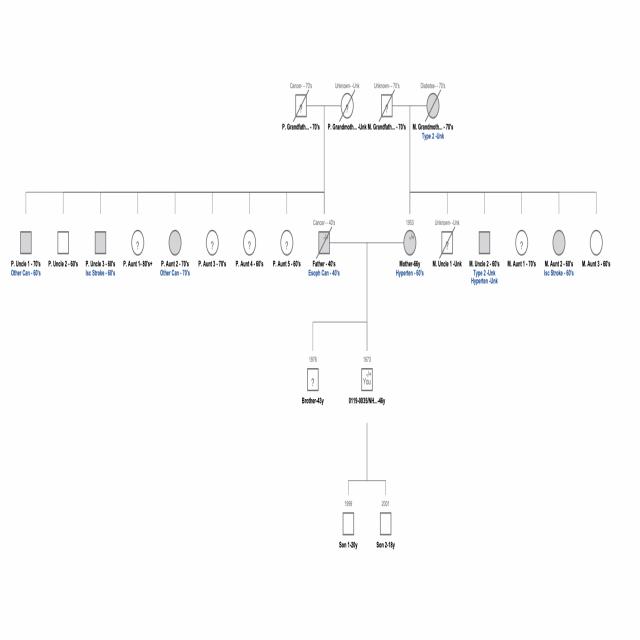 Cancer - 70's
Unknown - Unk
Unknown - 70's
Diabetes - 70's
?
?
?
P. Grandfath... - 70's
P. Grandmoth... -Unk
M. Grandfath... - 70's
M. Grandmoth... - 70's
Type 2 -Unk
Cancer - 40's
1953
Unknown - Unk
?
?
?
?
-/+
-/+
?
?
P. Uncle 1 - 70's
Other Can - 60's
P. Uncle 2 - 60's
P. Uncle 3 - 60's
Isc Stroke - 60's
P. Aunt 1- 80's+
P. Aunt 2 - 70's
Other Can - 70's
P. Aunt 3 - 70's
P. Aunt 4 - 60's
P. Aunt 5 - 60's
Father - 40's
Esoph Can - 40's
Mother-66y
Hyperten - 60's
M. Uncle 1 -Unk
M. Uncle 2 - 60's
Type 2 -Unk
Hyperten -Unk
M. Aunt 1 - 70's
M. Aunt 2 - 60's
Isc Stroke - 60's
M. Aunt 3 - 60's
1976
1973
?
-/+
You
Brother-43y
0119-0035/NH... -46y
1999
2001
Son 1-20y
Son 2-18y